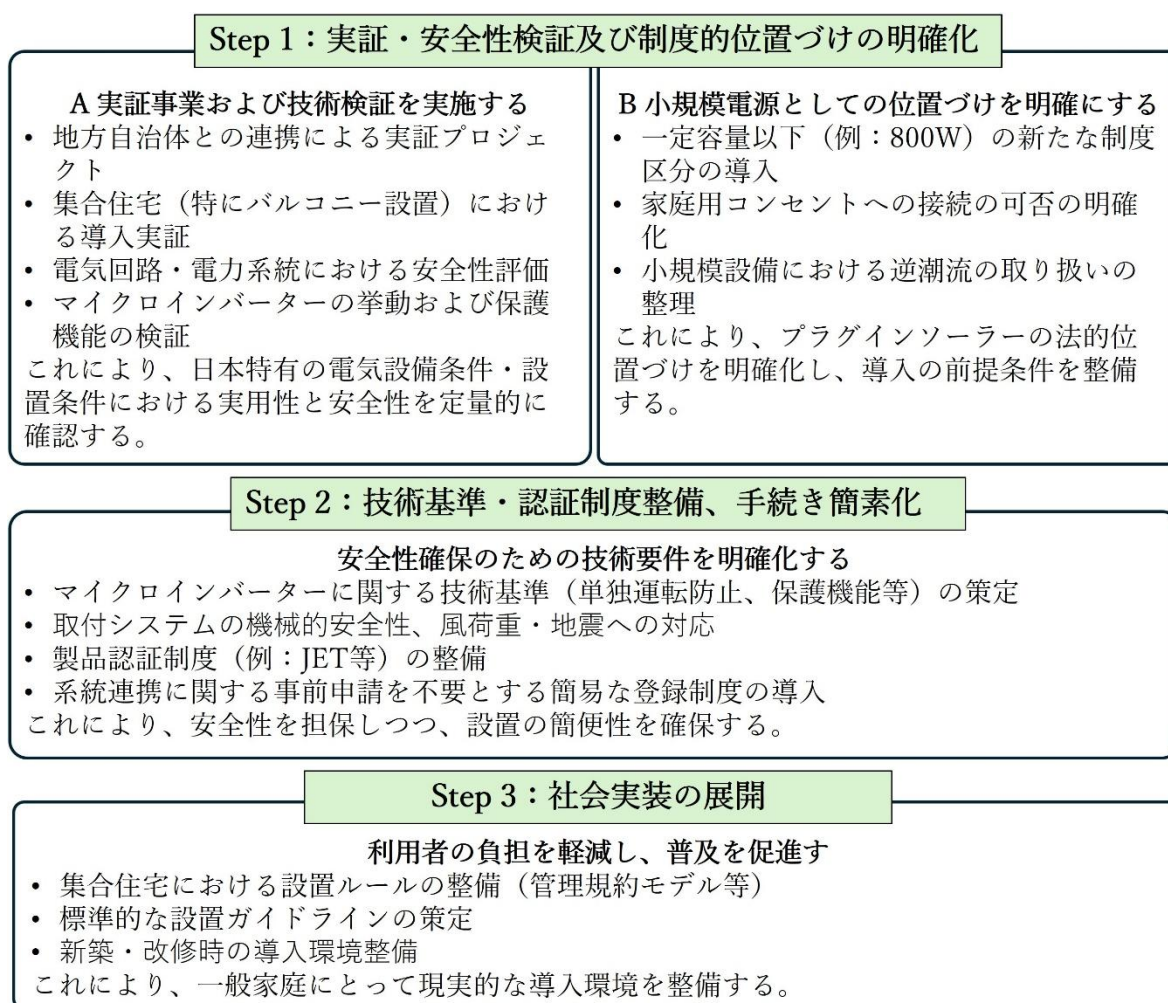 Step 1：実証・安全性検証及び制度的位置づけの明確化
A 実証事業および技術検証を実施する
• 地方自治体との連携による実証プロジェ
クト
• 集合住宅（特にバルコニー設置）におけ
る導入実証
• 電気回路・電力系統における安全性評価
• マイクロインバーターの挙動および保護
機能の検証
これにより、日本特有の電気設備条件・設
置条件における実用性と安全性を定量的に
確認する。
B 小規模電源としての位置づけを明確にする
• 一定容量以下（例：800W）の新たな制度
区分の導入
• 家庭用コンセントへの接続の可否の明確
化
• 小規模設備における逆潮流の取り扱いの
整理
これにより、プラグインソーラーの法的位
置づけを明確化し、導入の前提条件を整備
する。
Step 2：技術基準・認証制度整備、手続き簡素化
安全性確保のための技術要件を明確化する
• マイクロインバーターに関する技術基準（単独運転防止、保護機能等）の策定
• 取付システムの機械的安全性、風荷重・地震への対応
• 製品認証制度（例：JET等）の整備
• 系統連携に関する事前申請を不要とする簡易な登録制度の導入
これにより、安全性を担保しつつ、設置の簡便性を確保する。
Step 3：社会実装の展開
利用者の負担を軽減し、普及を促進す
• 集合住宅における設置ルールの整備（管理規約モデル等）
• 標準的な設置ガイドラインの策定
• 新築・改修時の導入環境整備
これにより、一般家庭にとって現実的な導入環境を整備する。